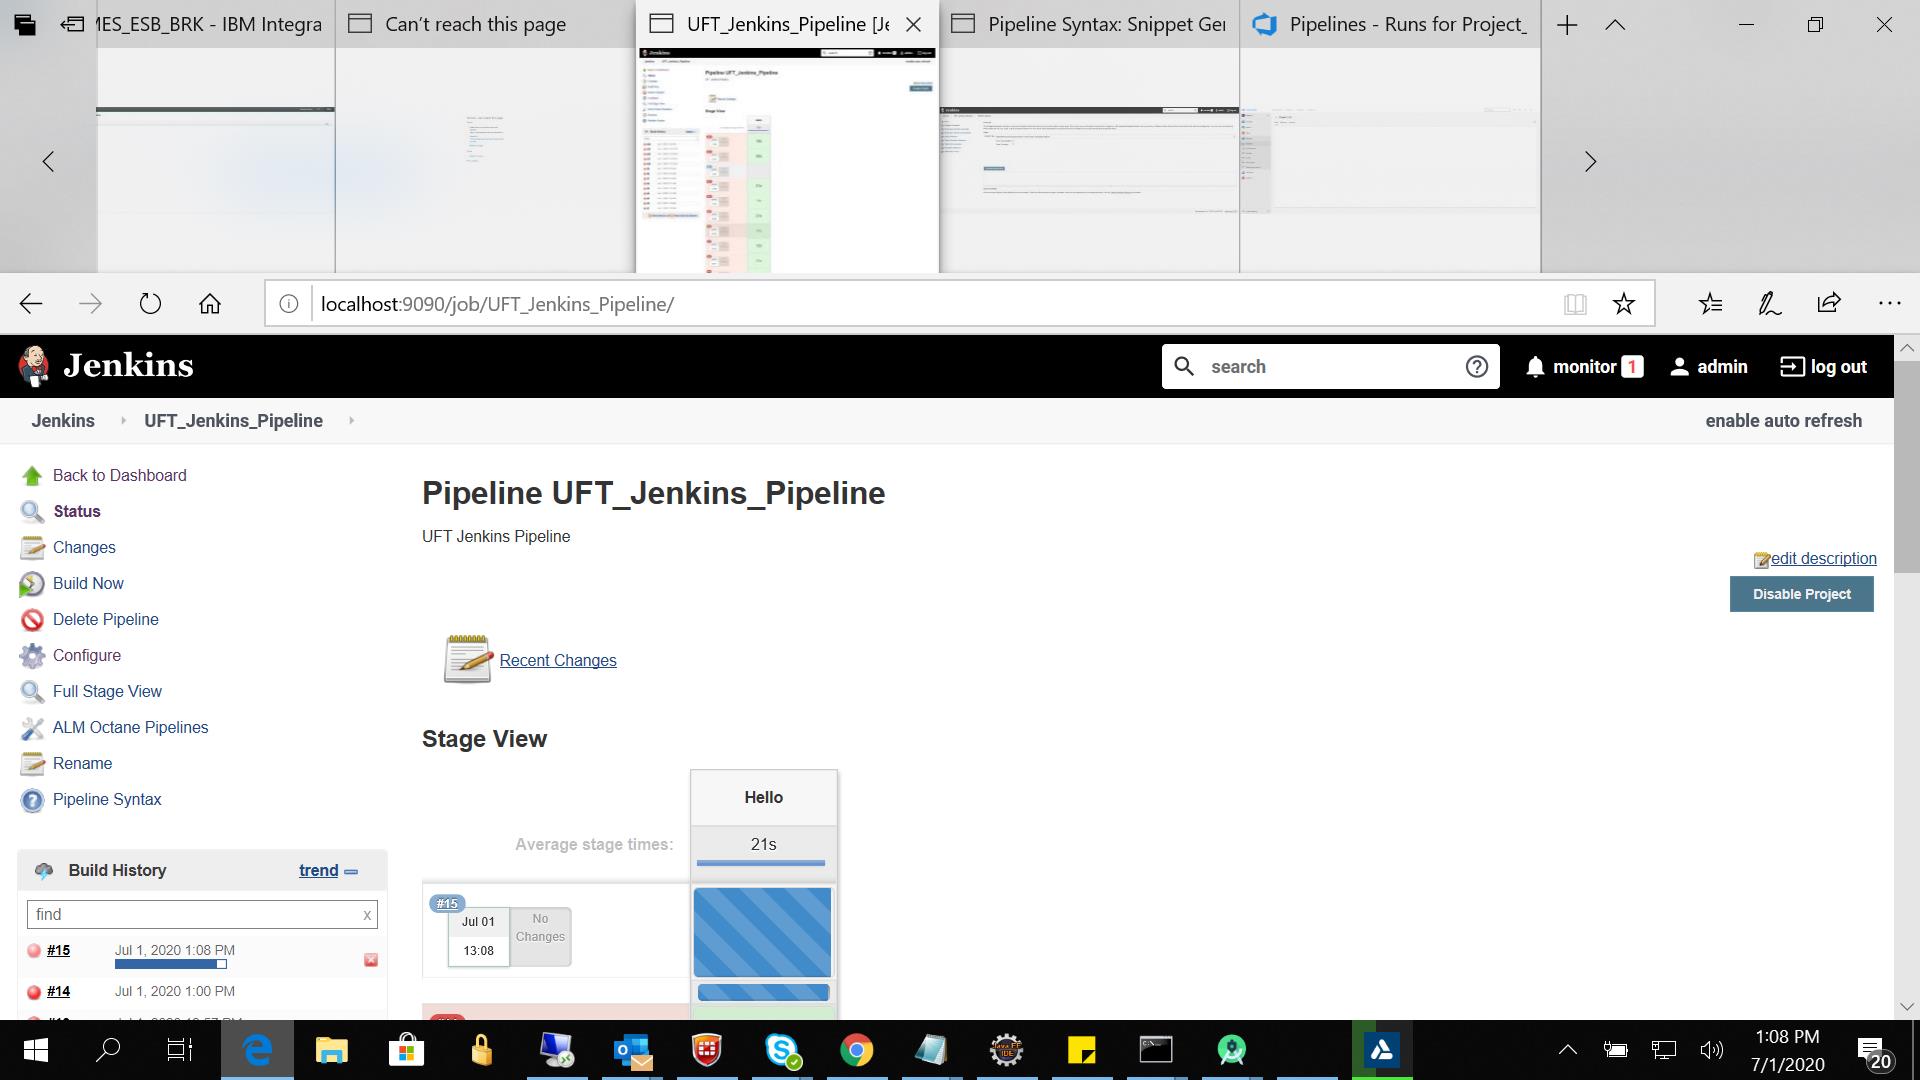 MES_ESB_BRK - IBM Integra
Can't reach this page
UFT_Jenkins_Pipeline [Je
Pipeline Syntax: Snippet Ger
Pipelines - Runs for Project_
localhost:9090/job/UFT_Jenkins_Pipeline/
Jenkins
search
monitor 1
admin
log out
Jenkins
UFT_Jenkins_Pipeline
enable auto refresh
Back to Dashboard
Status
Changes
Build Now
Delete Pipeline
Configure
Full Stage View
ALM Octane Pipelines
Rename
Pipeline Syntax
Build History
trend
find
x
#15
Jul 1, 2020 1:08 PM
#14
Jul 1, 2020 1:00 PM
Pipeline UFT_Jenkins_Pipeline
UFT Jenkins Pipeline
edit description
Disable Project
Recent Changes
Stage View
Hello
Average stage times:
21s
#15
Jul 01
13:08
No
Changes
1:08 PM
7/1/2020
20